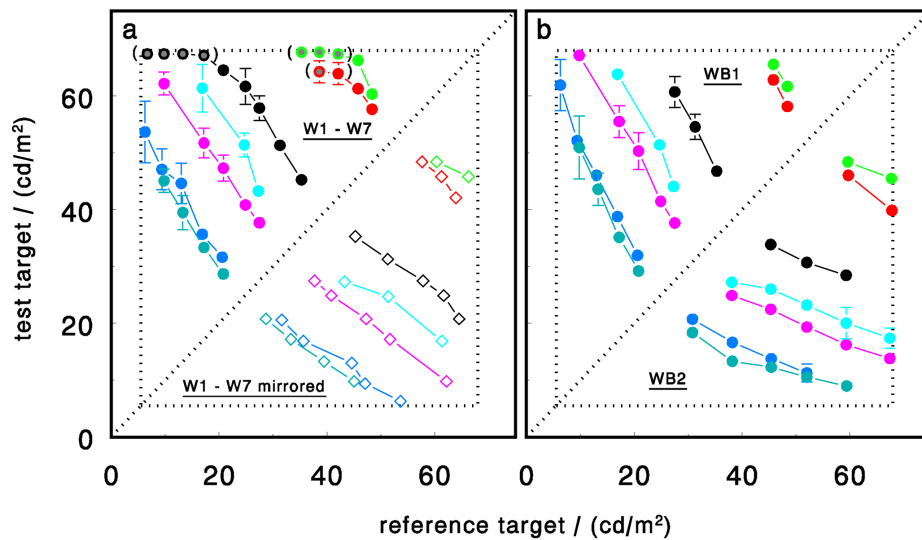 a
b
W1 - W7
WB1
W1 - W7 mirrored
WB2
test target / (cd/m²)
60
40
20
0
0 20 40 60
0 20 40 60
reference target / (cd/m²)